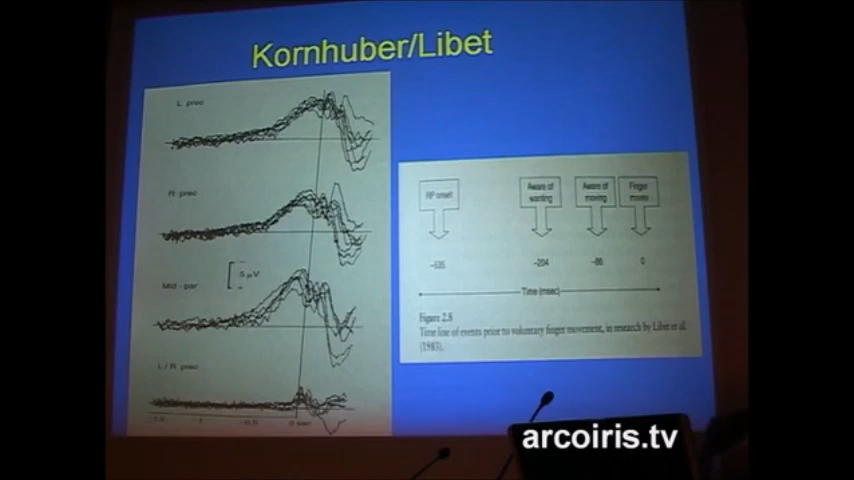 Kornhuber/Libet
L prec
R prec
Mid-par
5 µV
L / R prec
0 sec
RP onset
Aware of
wanting
Aware of
moving
Finger
moves
-535
-204
-86
0
Time (msec)
Figure 2.8
Time line of events prior to voluntary finger movement, in research by Libet et al.
(1983).
arcoiris.tv